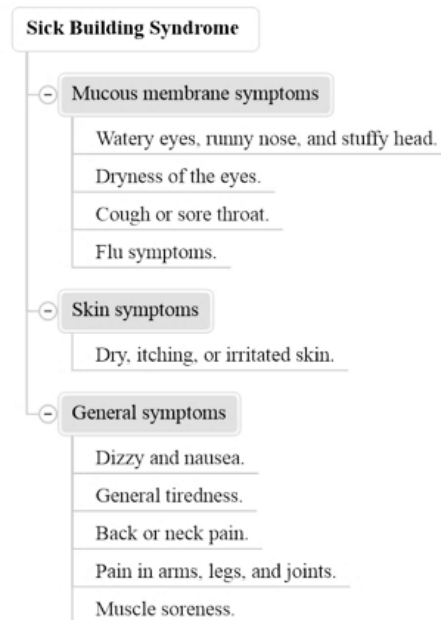 Sick Building Syndrome
Mucous membrane symptoms
Watery eyes, runny nose, and stuffy head.
Dryness of the eyes.
Cough or sore throat.
Flu symptoms.
Skin symptoms
Dry, itching, or irritated skin.
General symptoms
Dizzy and nausea.
General tiredness.
Back or neck pain.
Pain in arms, legs, and joints.
Muscle soreness.